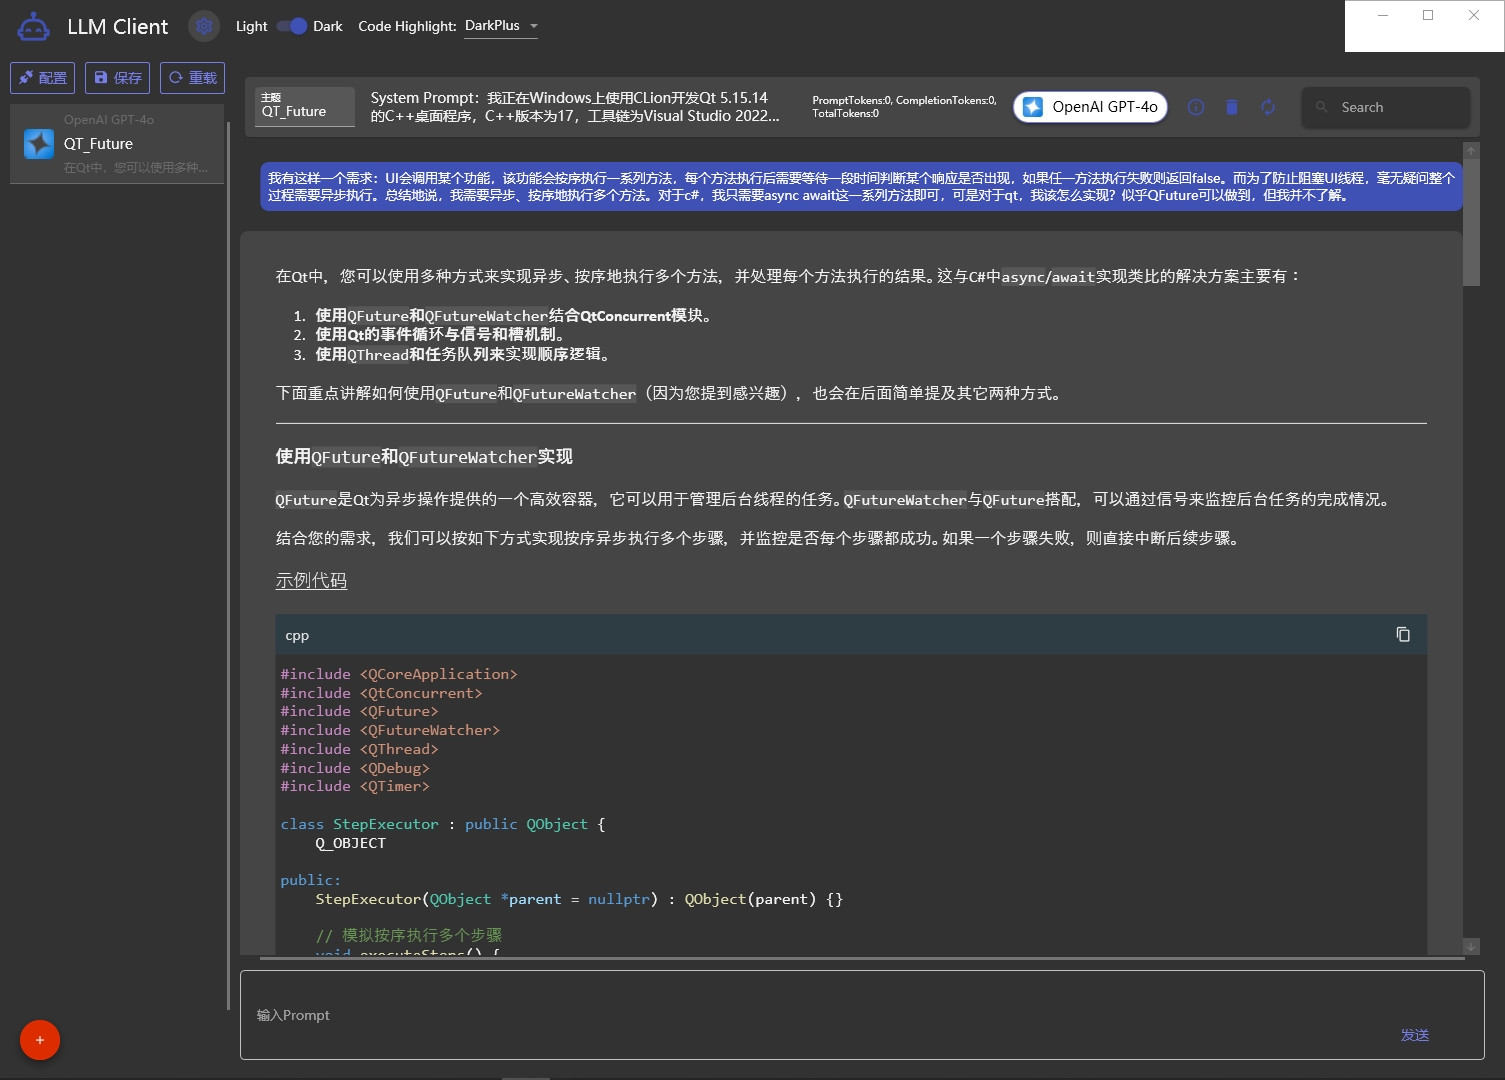 LLM Client
Light
Dark
Code Highlight:
DarkPlus
配置
保存
重载
OpenAI GPT-4o
QT_Future
在Qt中，您可以使用多种...
主题
QT_Future
System Prompt：我正在Windows上使用CLion开发Qt 5.15.14
的C++桌面程序，C++版本为17，工具链为Visual Studio 2022...
PromptTokens:0, CompletionTokens:0,
TotalTokens:0
OpenAI GPT-4o
Search
我有这样一个需求：UI会调用某个功能，该功能会按序执行一系列方法，每个方法执行后需要等待一段时间判断某个响应是否出现，如果任一方法执行失败则返回false。而为了防止阻塞UI线程，毫无疑问整个
过程需要异步执行。总结地说，我需要异步、按序地执行多个方法。对于c#，我只需要async await这一系列方法即可，可是对于qt，我该怎么实现？似乎QFuture可以做到，但我并不了解。
在Qt中，您可以使用多种方式来实现异步、按序地执行多个方法，并处理每个方法执行的结果。这与C#中async/await实现类比的解决方案主要有：
1. 使用QFuture和QFutureWatcher结合QtConcurrent模块。
2. 使用Qt的事件循环与信号和槽机制。
3. 使用QThread和任务队列来实现顺序逻辑。
下面重点讲解如何使用QFuture和QFutureWatcher（因为您提到感兴趣），也会在后面简单提及其它两种方式。
使用QFuture和QFutureWatcher实现
QFuture是Qt为异步操作提供的一个高效容器，它可以用于管理后台线程的任务。QFutureWatcher与QFuture搭配，可以通过信号来监控后台任务的完成情况。
结合您的需求，我们可以按如下方式实现按序异步执行多个步骤，并监控是否每个步骤都成功。如果一个步骤失败，则直接中断后续步骤。
示例代码
cpp
#include <QCoreApplication>
#include <QtConcurrent>
#include <QFuture>
#include <QFutureWatcher>
#include <QThread>
#include <QDebug>
#include <QTimer>
class StepExecutor : public QObject {
Q_OBJECT
public:
StepExecutor(QObject *parent = nullptr) : QObject(parent) {}
// 模拟按序执行多个步骤
void executeSteps() {
输入Prompt
发送